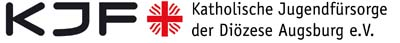 KJF Katholische Jugendfürsorge
der Diözese Augsburg e.V.